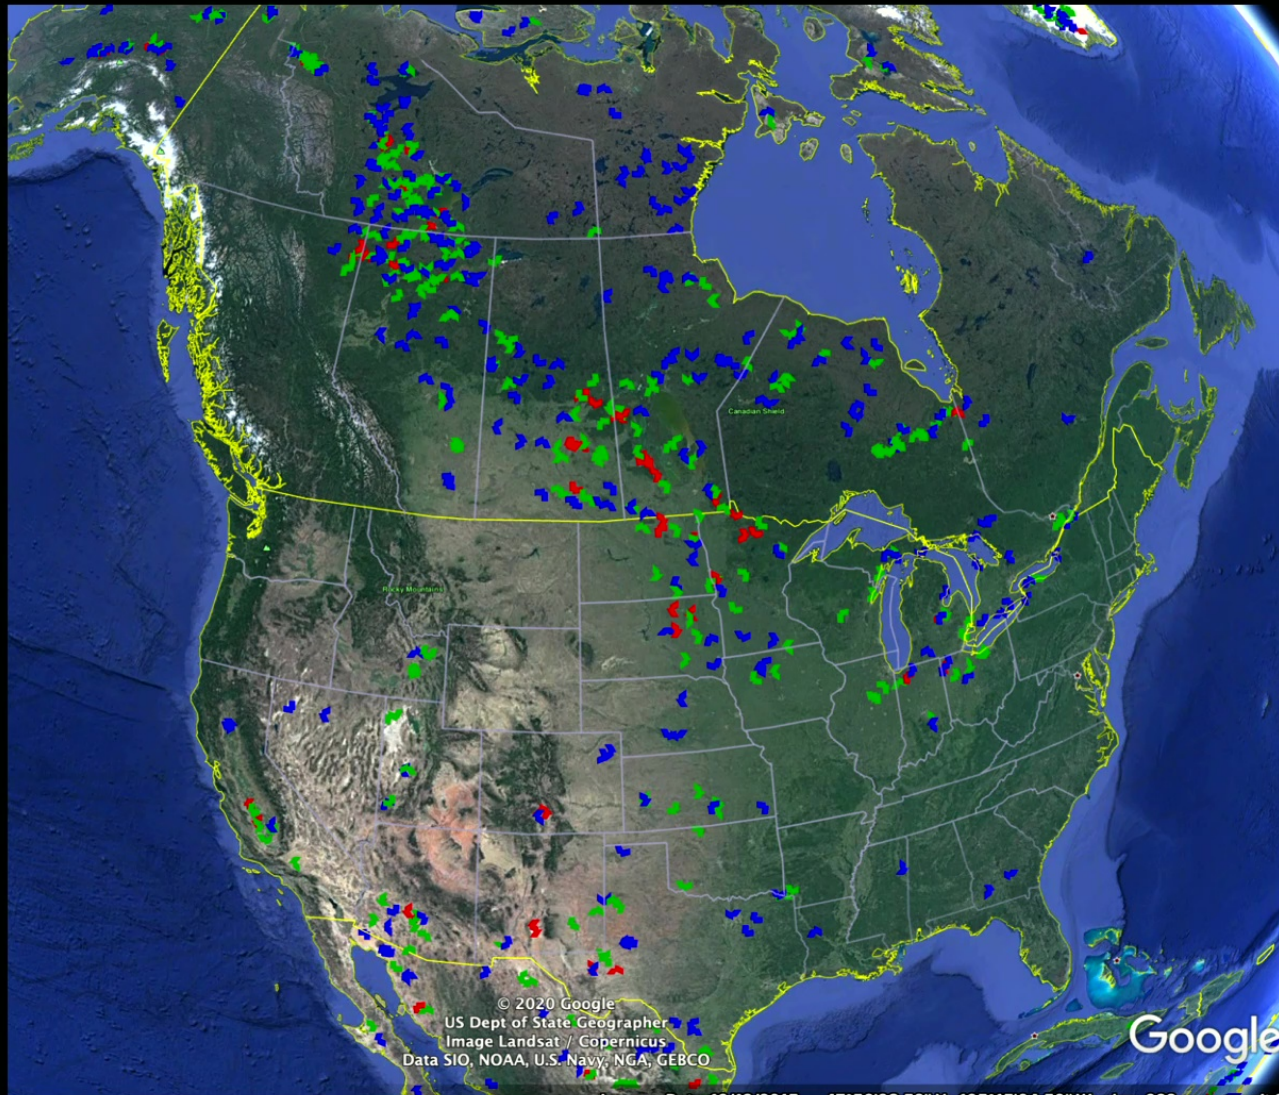 Canadian Shield
Rocky Mountains
© 2020 Google
US Dept of State Geographer
Image Landsat / Copernicus
Data SIO, NOAA, U.S. Navy, NGA, GEBCO
Google